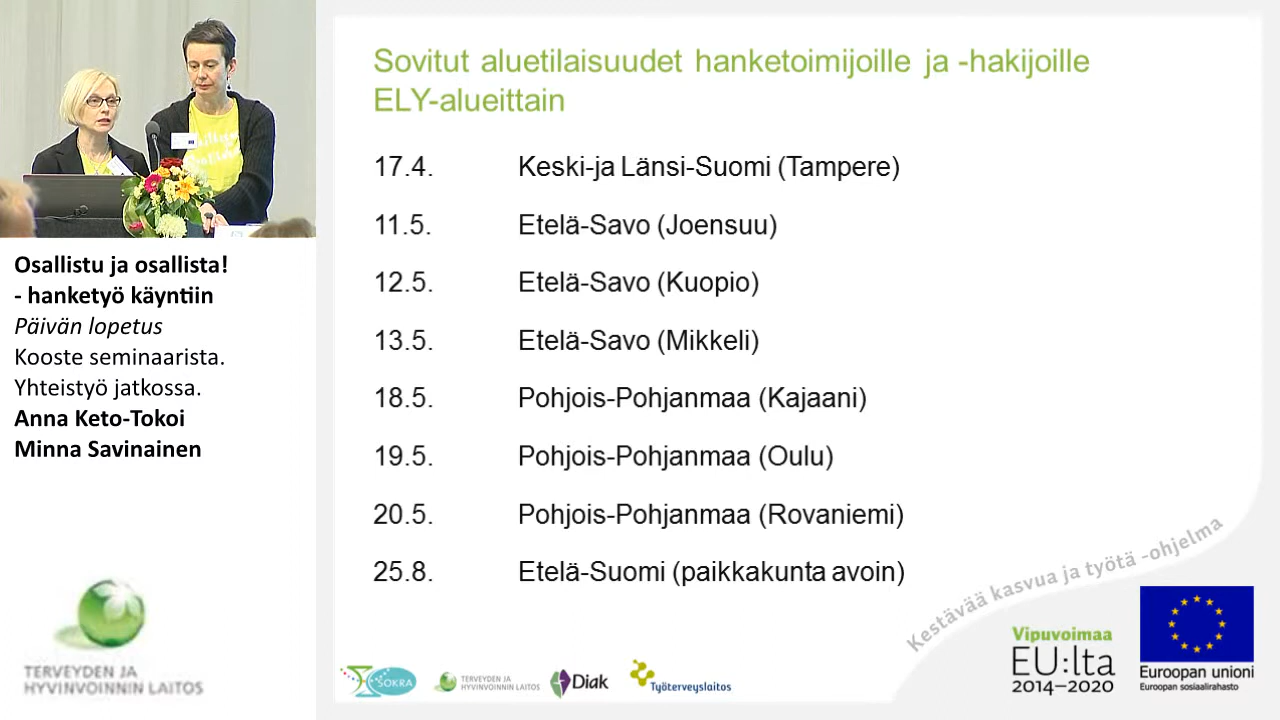 Osallistu ja osallista!
- hanketyö käyntiin
Päivän lopetus
Kooste seminaarista.
Yhteistyö jatkossa.
Anna Keto-Tokoi
Minna Savinainen
TERVEYDEN JA
HYVINVOINNIN LAITOS
Sovitut aluetilaisuudet hanketoimijoille ja -hakijoille
ELY-alueittain
17.4. Keski-ja Länsi-Suomi (Tampere)
11.5. Etelä-Savo (Joensuu)
12.5. Etelä-Savo (Kuopio)
13.5. Etelä-Savo (Mikkeli)
18.5. Pohjois-Pohjanmaa (Kajaani)
19.5. Pohjois-Pohjanmaa (Oulu)
20.5. Pohjois-Pohjanmaa (Rovaniemi)
25.8. Etelä-Suomi (paikkakunta avoin)
Kestävää kasvua ja työtä -ohjelma
SOKRA
TERVEYDEN JA
HYVINVOINNIN LAITOS
Diak
Työterveyslaitos
Vipuvoimaa
EU:lta
2014–2020
Euroopan unioni
Euroopan sosiaalirahasto